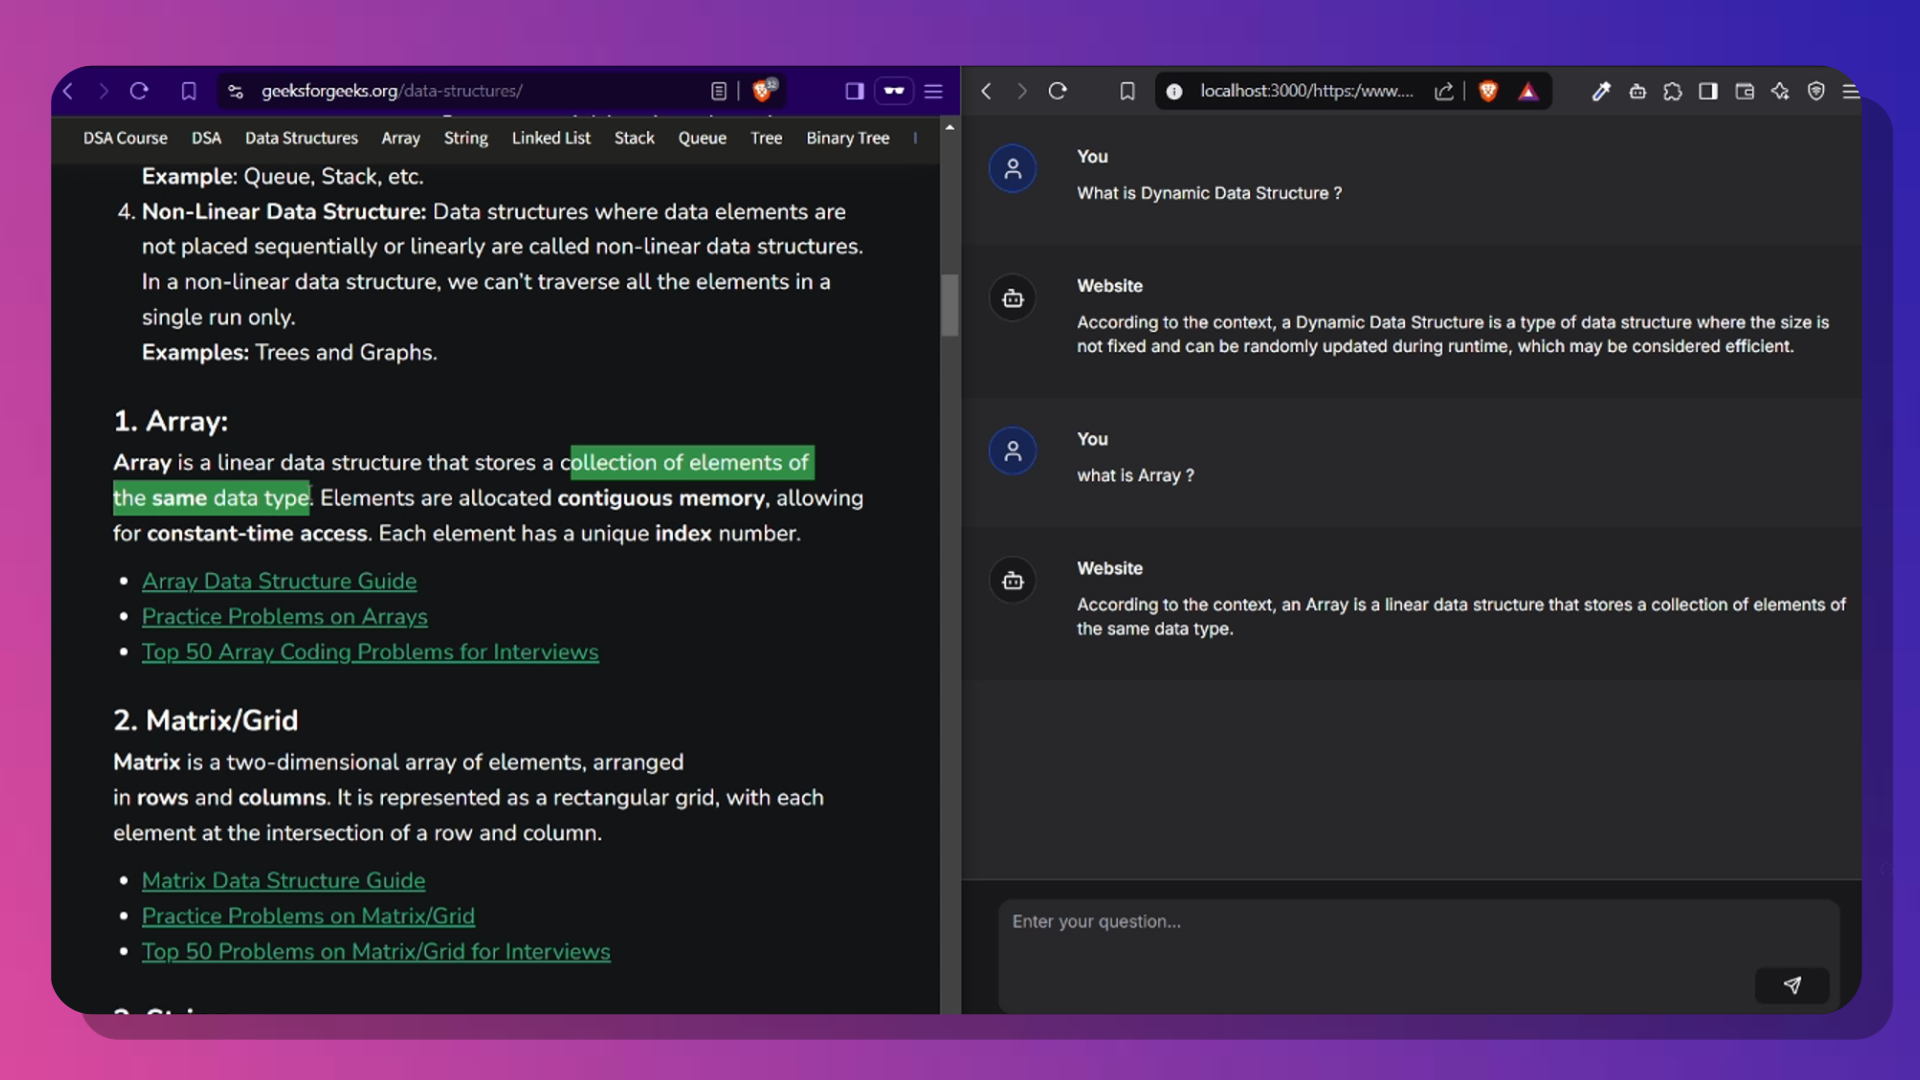 geeksforgeeks.org/data-structures/
32
DSA Course DSA Data Structures Array String Linked List Stack Queue Tree Binary Tree
Example: Queue, Stack, etc.
4. Non-Linear Data Structure: Data structures where data elements are
not placed sequentially or linearly are called non-linear data structures.
In a non-linear data structure, we can’t traverse all the elements in a
single run only.
Examples: Trees and Graphs.
1. Array:
Array is a linear data structure that stores a collection of elements of
the same data type. Elements are allocated contiguous memory, allowing
for constant-time access. Each element has a unique index number.
• Array Data Structure Guide
• Practice Problems on Arrays
• Top 50 Array Coding Problems for Interviews
2. Matrix/Grid
Matrix is a two-dimensional array of elements, arranged
in rows and columns. It is represented as a rectangular grid, with each
element at the intersection of a row and column.
• Matrix Data Structure Guide
• Practice Problems on Matrix/Grid
• Top 50 Problems on Matrix/Grid for Interviews
localhost:3000/https:/www....
You
What is Dynamic Data Structure ?
Website
According to the context, a Dynamic Data Structure is a type of data structure where the size is
not fixed and can be randomly updated during runtime, which may be considered efficient.
You
what is Array ?
Website
According to the context, an Array is a linear data structure that stores a collection of elements of
the same data type.
Enter your question...